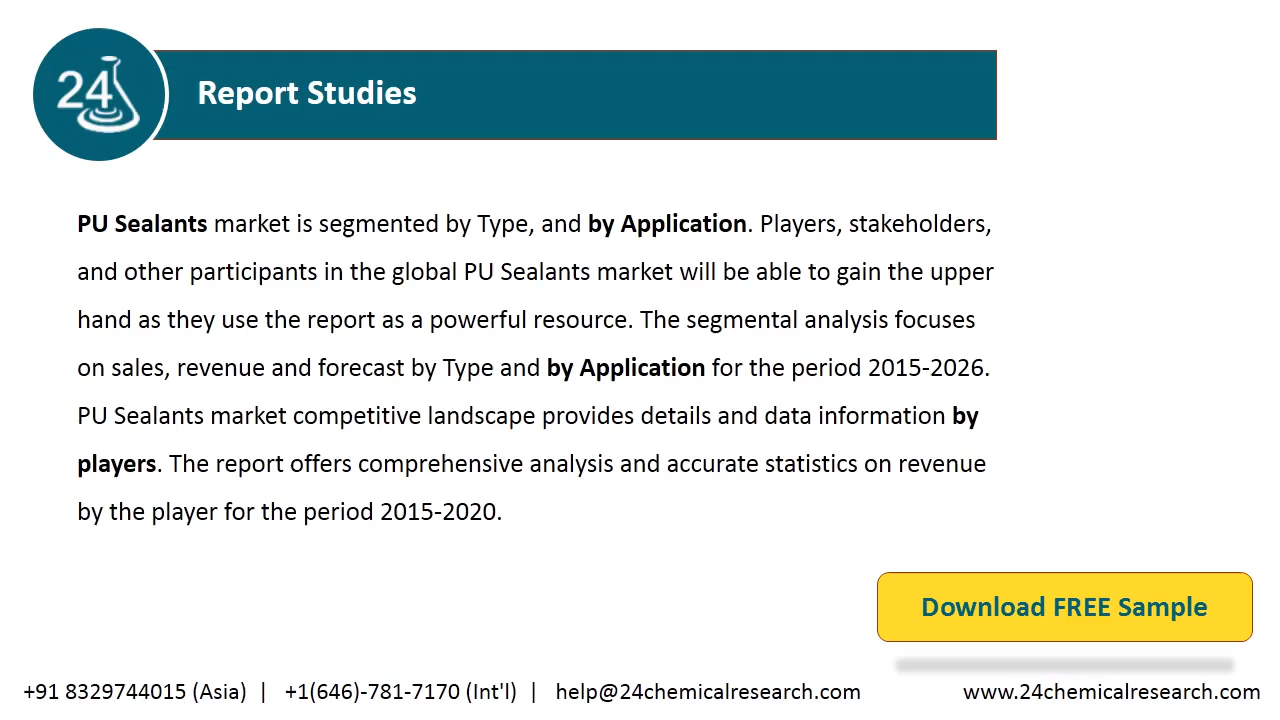 24
Report Studies
PU Sealants market is segmented by Type, and by Application. Players, stakeholders,
and other participants in the global PU Sealants market will be able to gain the upper
hand as they use the report as a powerful resource. The segmental analysis focuses
on sales, revenue and forecast by Type and by Application for the period 2015-2026.
PU Sealants market competitive landscape provides details and data information by
players. The report offers comprehensive analysis and accurate statistics on revenue
by the player for the period 2015-2020.
Download FREE Sample
+91 8329744015 (Asia) | +1(646)-781-7170 (Int'l) | help@24chemicalresearch.com www.24chemicalresearch.com